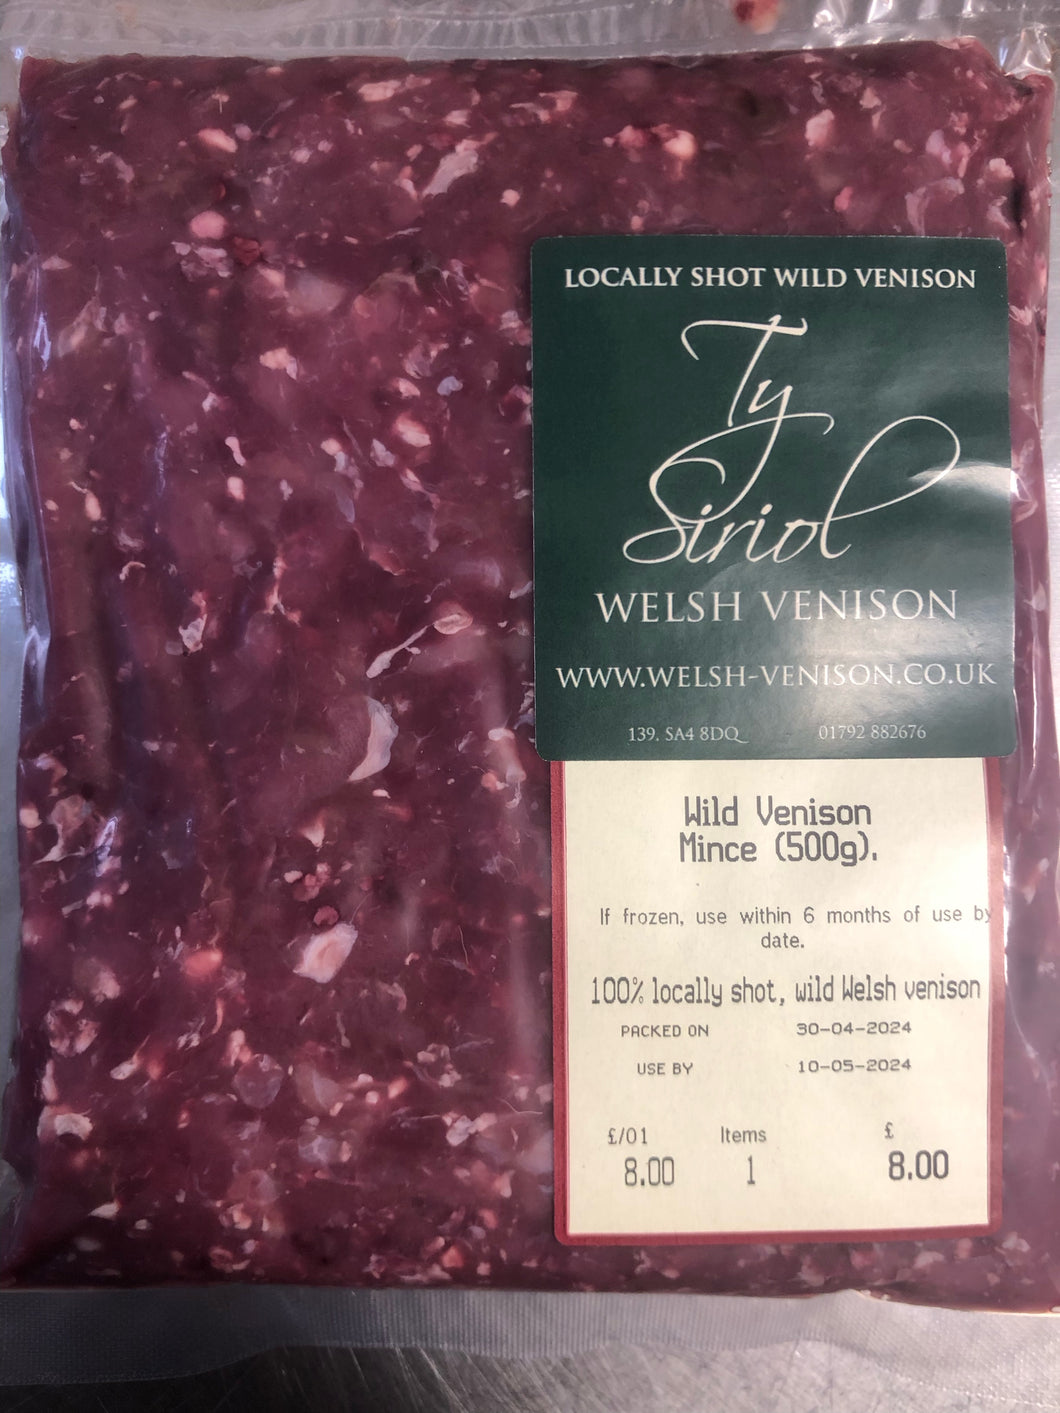 LOCALLY SHOT WILD VENISON
Ty
Siriol
WELSH VENISON
WWW.WELSH-VENISON.CO.UK
139. SA4 8DQ 01792 882676
Wild Venison
Mince (500g).
If frozen, use within 6 months of use by
date.
100% locally shot, wild Welsh venison
PACKED ON 30-04-2024
USE BY 10-05-2024
£/01 Items £
8.00 1 8.00